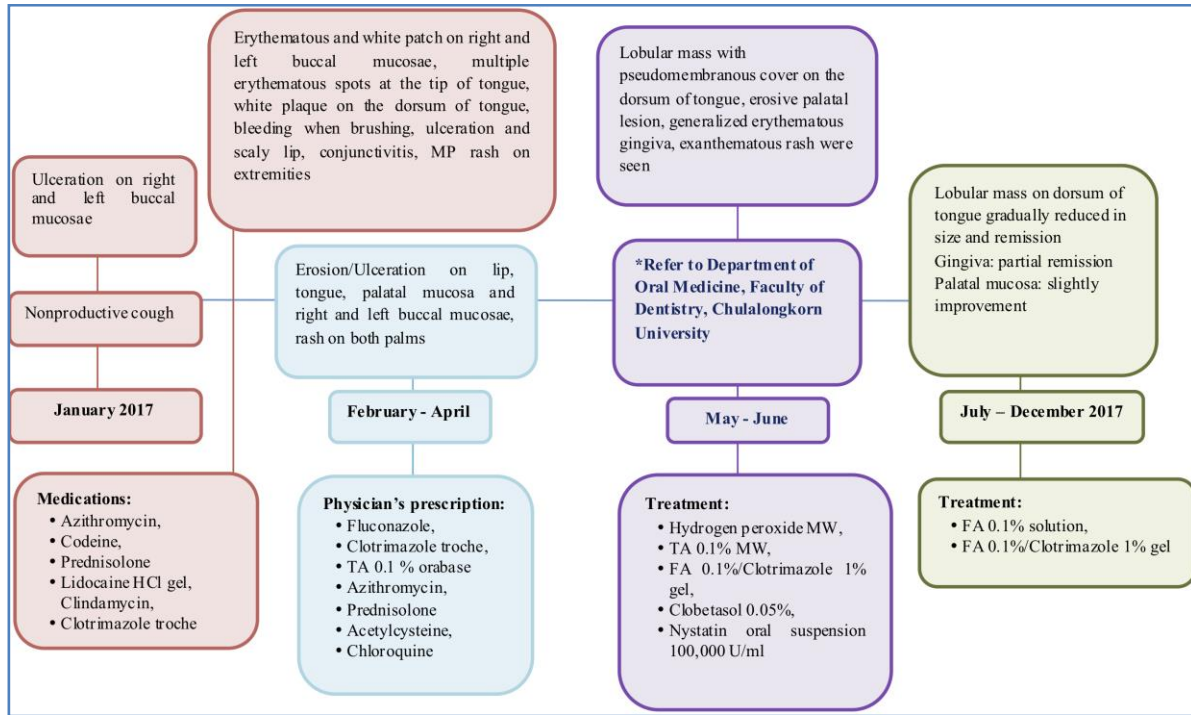 Ulceration on right
and left buccal
mucosae
Nonproductive cough
January 2017
Medications:
• Azithromycin,
• Codeine,
• Prednisolone
• Lidocaine HCl gel,
Clindamycin,
• Clotrimazole troche
Erythematous and white patch on right and
left buccal mucosae, multiple
erythematous spots at the tip of tongue,
white plaque on the dorsum of tongue,
bleeding when brushing, ulceration and
scaly lip, conjunctivitis, MP rash on
extremities
Erosion/Ulceration on lip,
tongue, palatal mucosa and
right and left buccal mucosae,
rash on both palms
February - April
Physician's prescription:
• Fluconazole,
• Clotrimazole troche,
• TA 0.1 % orabase
• Azithromycin,
• Prednisolone
• Acetylcysteine,
• Chloroquine
Lobular mass with
pseudomembranous cover on the
dorsum of tongue, erosive palatal
lesion, generalized erythematous
gingiva, exanthematous rash were
seen
*Refer to Department of
Oral Medicine, Faculty of
Dentistry, Chulalongkorn
University
May - June
Treatment:
• Hydrogen peroxide MW,
• TA 0.1% MW,
• FA 0.1%/Clotrimazole 1%
gel,
• Clobetasol 0.05%,
• Nystatin oral suspension
100,000 U/ml
Lobular mass on dorsum of
tongue gradually reduced in
size and remission
Gingiva: partial remission
Palatal mucosa: slightly
improvement
July – December 2017
Treatment:
• FA 0.1% solution,
• FA 0.1%/Clotrimazole 1% gel